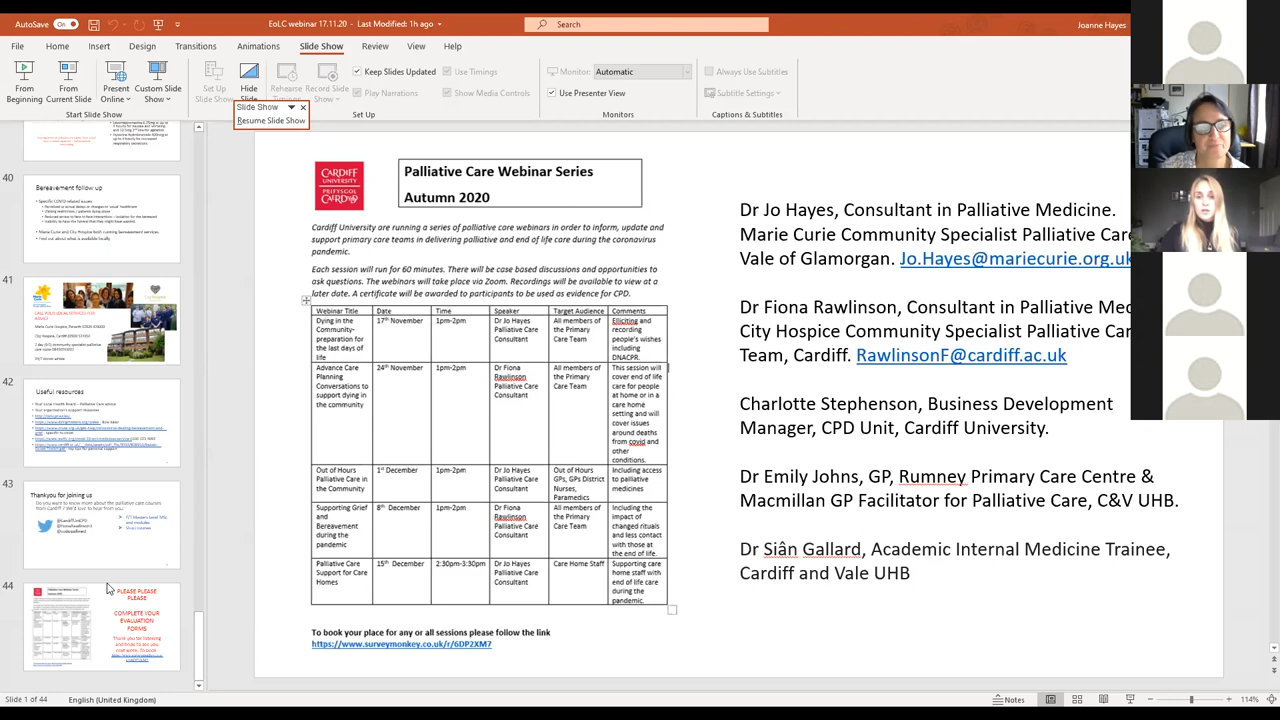 AutoSave On
EoLC webinar 17.11.20 - Last Modified: 1h ago
Search
Joanne Hayes
File Home Insert Design Transitions Animations Slide Show Review View Help
From Beginning
From Current Slide
Present Online
Custom Slide Show
Set Up Slide Show
Hide Slide
Rehearse Timings
Record Slide Show
Keep Slides Updated
Play Narrations
Use Timings
Show Media Controls
Monitor: Automatic
Use Presenter View
Always Use Subtitles
Subtitle Settings
Start Slide Show
Set Up
Monitors
Captions & Subtitles
Slide Show
Resume Slide Show
40
Bereavement follow up
41
42
Useful resources
43
Thankyou for joining us
44
PLEASE PLEASE
PLEASE
COMPLETE YOUR
EVALUATION
FORMS
CARDIFF
UNIVERSITY
PRIFYSGOL
CAERDYDD
Palliative Care Webinar Series
Autumn 2020
Cardiff University are running a series of palliative care webinars in order to inform, update and
support primary care teams in delivering palliative and end of life care during the coronavirus
pandemic.
Each session will run for 60 minutes. There will be case based discussions and opportunities to
ask questions. The webinars will take place via Zoom. Recordings will be available to view at a
later date. A certificate will be awarded to participants to be used as evidence for CPD.
Webinar Title Date Time Speaker Target Audience Comments
Dying in the Community- preparation for the last days of life 17th November 1pm-2pm Dr Jo Hayes Palliative Care Consultant All members of the Primary Care Team Elliciting and recording people's wishes including DNACPR.
Advance Care Planning Conversations to support dying in the community 24th November 1pm-2pm Dr Fiona Rawlinson Palliative Care Consultant All members of the Primary Care Team This session will cover end of life care for people at home or in a care home setting and will cover issues around deaths from covid and other conditions.
Out of Hours Palliative Care in the Community 1st December 1pm-2pm Dr Jo Hayes Palliative Care Consultant Out of Hours GPs, GPs District Nurses, Paramedics Including access to palliative medicines
Supporting Grief and Bereavement during the pandemic 8th December 1pm-2pm Dr Fiona Rawlinson Palliative Care Consultant All members of the Primary Care Team Including the impact of changed rituals and less contact with those at the end of life.
Palliative Care Support for Care Homes 15th December 2:30pm-3:30pm Dr Jo Hayes Palliative Care Consultant Care Home Staff Supporting care home staff with end of life care during the pandemic.
To book your place for any or all sessions please follow the link
https://www.surveymonkey.co.uk/r/6DP2XM7
Dr Jo Hayes, Consultant in Palliative Medicine.
Marie Curie Community Specialist Palliative Care
Vale of Glamorgan. Jo.Hayes@mariecurie.org.uk
Dr Fiona Rawlinson, Consultant in Palliative Med
City Hospice Community Specialist Palliative Car
Team, Cardiff. RawlinsonF@cardiff.ac.uk
Charlotte Stephenson, Business Development
Manager, CPD Unit, Cardiff University.
Dr Emily Johns, GP, Rumney Primary Care Centre &
Macmillan GP Facilitator for Palliative Care, C&V UHB.
Dr Siân Gallard, Academic Internal Medicine Trainee,
Cardiff and Vale UHB
Slide 1 of 44
English (United Kingdom)
Notes
114%